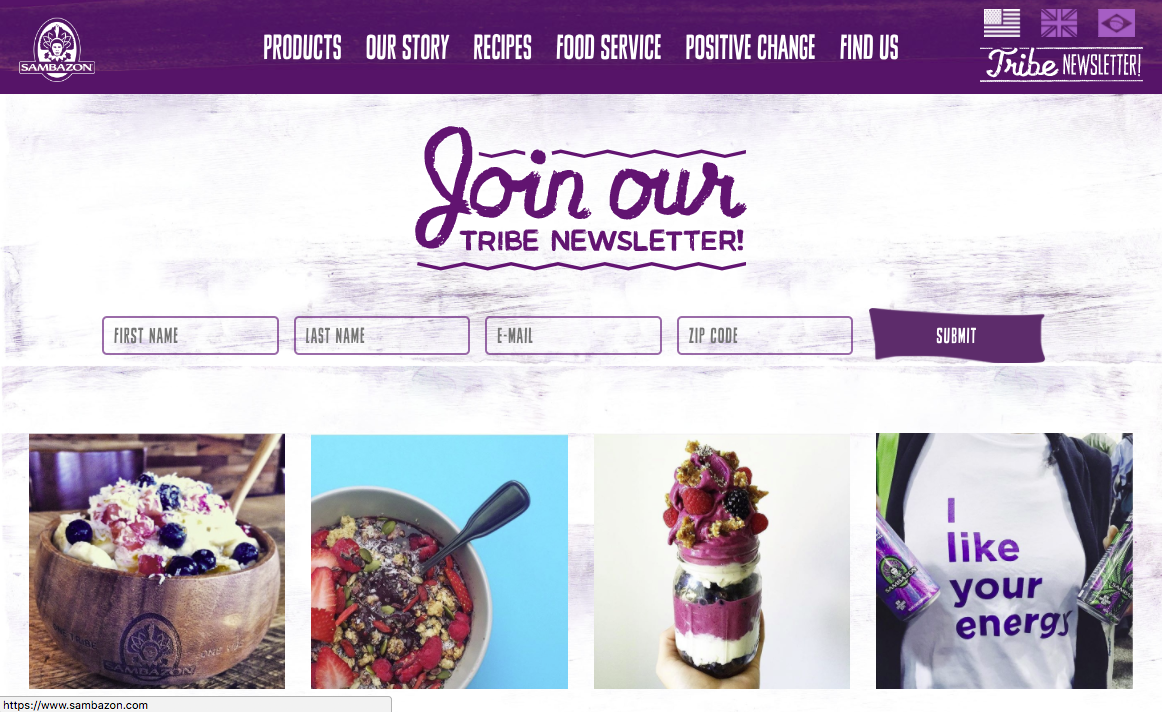 SAMBAZON
PRODUCTS OUR STORY RECIPES FOOD SERVICE POSITIVE CHANGE FIND US
Tribe NEWSLETTER!
Join our
TRIBE NEWSLETTER!
FIRST NAME LAST NAME E-MAIL ZIP CODE SUBMIT
SAMBAZON
I
like
your
energy
SAMBAZON
https://www.sambazon.com